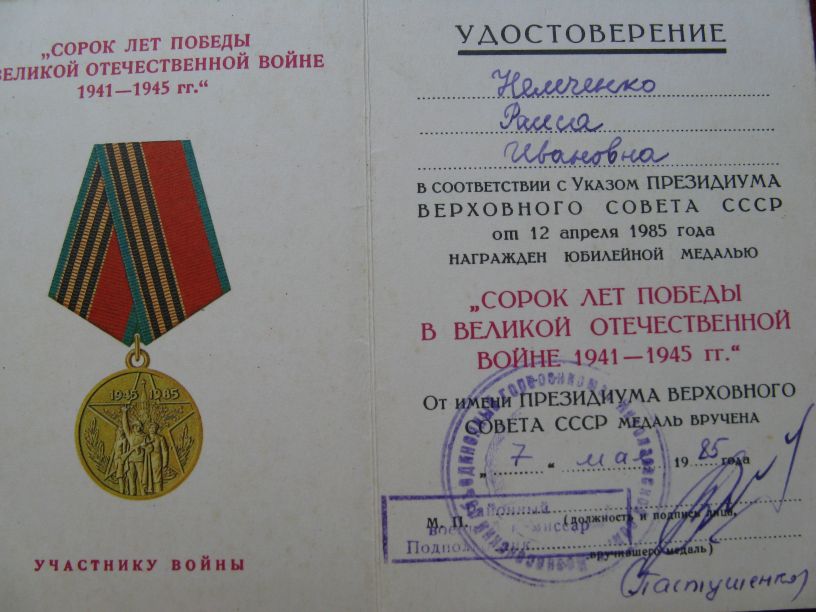 „СОРОК ЛЕТ ПОБЕДЫ
ВЕЛИКОЙ ОТЕЧЕСТВЕННОЙ ВОЙНЕ
1941—1945 гг.“
1945 1985
УЧАСТНИКУ ВОЙНЫ
УДОСТОВЕРЕНИЕ
Немченко
Раиса
Ивановна
В СООТВЕТСТВИИ С УКАЗОМ ПРЕЗИДИУМА
ВЕРХОВНОГО СОВЕТА СССР
от 12 апреля 1985 года
НАГРАЖДЕН ЮБИЛЕЙНОЙ МЕДАЛЬЮ
„СОРОК ЛЕТ ПОБЕДЫ
В ВЕЛИКОЙ ОТЕЧЕСТВЕННОЙ
ВОЙНЕ 1941—1945 гг.“
ОТ ИМЕНИ ПРЕЗИДИУМА ВЕРХОВНОГО
СОВЕТА СССР МЕДАЛЬ ВРУЧЕНА
„ 7 “ мая 1985 года
М. П. (должность и подпись лица,
вручившего медаль)
(Пастушенко)